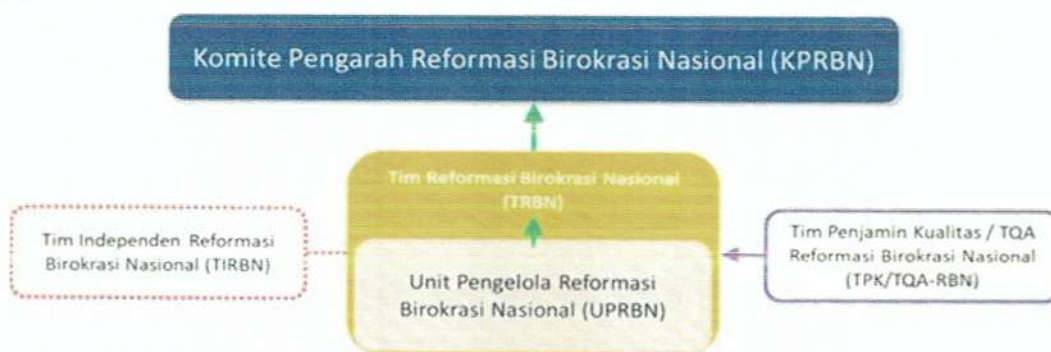 Komite Pengarah Reformasi Birokrasi Nasional (KPRBN)
Tim Reformasi Birokrasi Nasional
(TRBN)
Tim Independen Reformasi
Birokrasi Nasional (TIRBN)
Unit Pengelola Reformasi
Birokrasi Nasional (UPRBN)
Tim Penjamin Kualitas / TQA
Reformasi Birokrasi Nasional
(TPK/TQA-RBN)